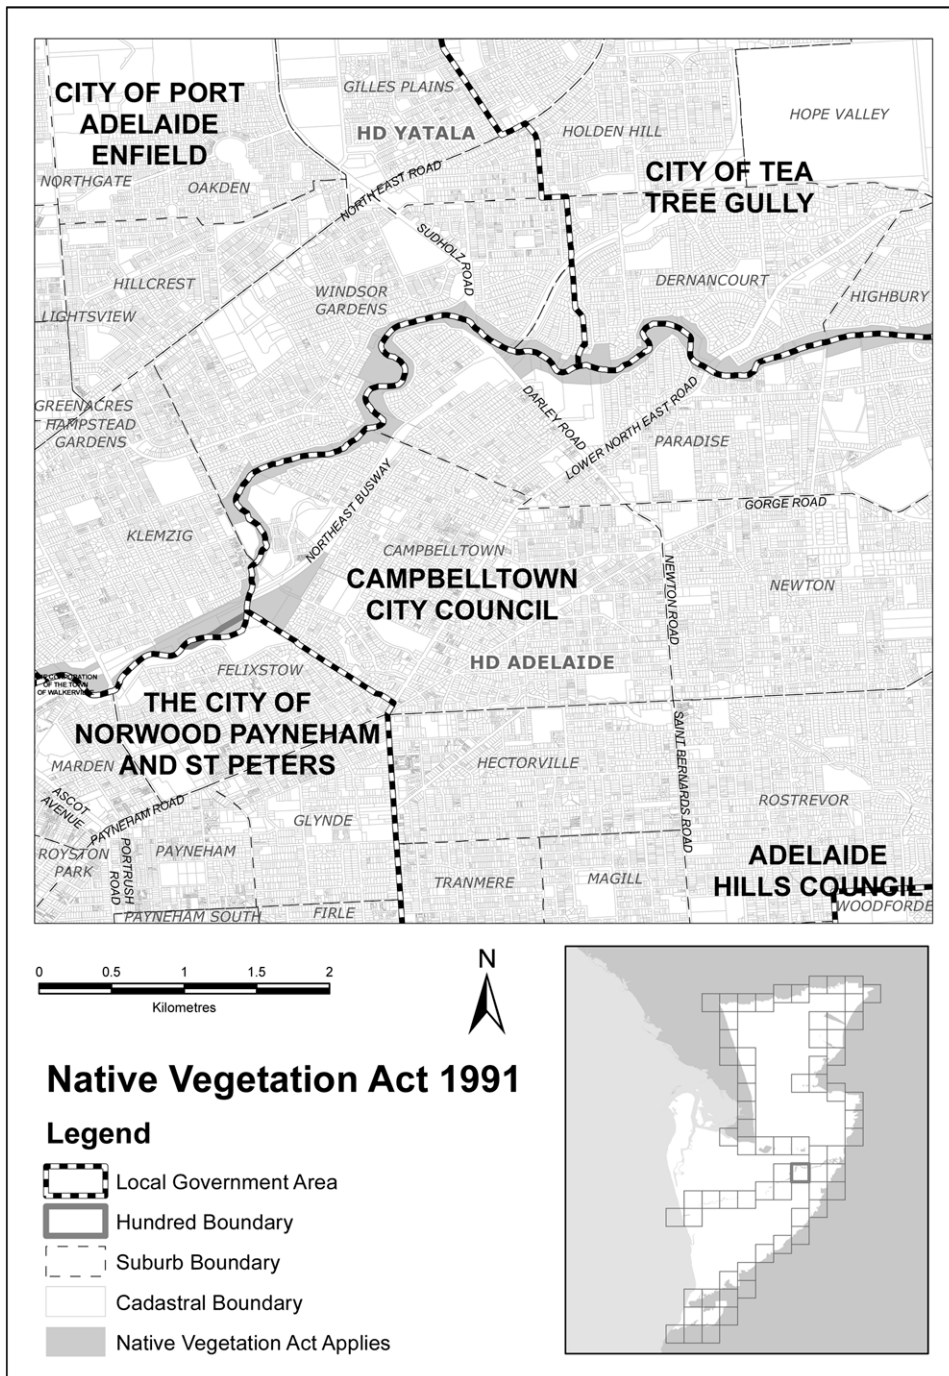 CITY OF PORT
ADELAIDE
ENFIELD
GILLES PLAINS
HD YATALA
HOLDEN HILL
HOPE VALLEY
CITY OF TEA
TREE GULLY
NORTHGATE
OAKDEN
NORTH EAST ROAD
SUDHOLZ ROAD
HILLCREST
WINDSOR
GARDENS
DERNANCOURT
HIGHBURY
LIGHTSVIEW
GREENACRES
HAMPSTEAD
GARDENS
DARLEY ROAD
LOWER NORTH EAST ROAD
PARADISE
NORTHEAST BUSWAY
GORGE ROAD
KLEMZIG
CAMPBELLTOWN
CAMPBELLTOWN
CITY COUNCIL
NEWTON ROAD
NEWTON
HD ADELAIDE
FELIXSTOW
OF THE TOWN
OF WALKERVILLE
THE CITY OF
NORWOOD PAYNEHAM
AND ST PETERS
MARDEN
ASCOT
AVENUE
PAYNEHAM ROAD
HECTORVILLE
SAINT BERNARDS ROAD
ROSTREVOR
GLYNDE
ROYSTON
PARK
PORTRUSH
ROAD
PAYNEHAM
TRANMERE
MAGILL
ADELAIDE
HILLS COUNCIL
WOODFORDE
PAYNEHAM SOUTH
FIRLE
0 0.5 1 1.5 2
Kilometres
N
Native Vegetation Act 1991
Legend
Local Government Area
Hundred Boundary
Suburb Boundary
Cadastral Boundary
Native Vegetation Act Applies